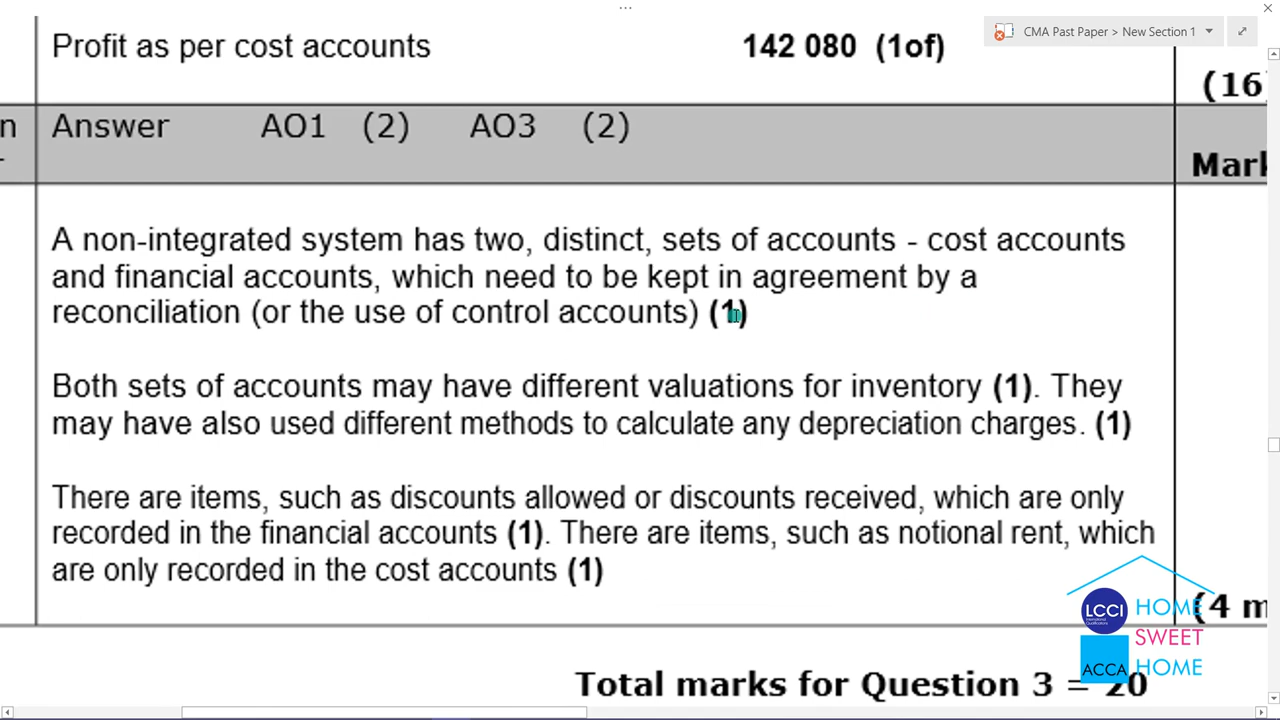 CMA Past Paper > New Section 1
Profit as per cost accounts 142 080 (1of)
(16
n Answer AO1 (2) AO3 (2)
Mark
A non-integrated system has two, distinct, sets of accounts - cost accounts
and financial accounts, which need to be kept in agreement by a
reconciliation (or the use of control accounts) (1)
Both sets of accounts may have different valuations for inventory (1). They
may have also used different methods to calculate any depreciation charges. (1)
There are items, such as discounts allowed or discounts received, which are only
recorded in the financial accounts (1). There are items, such as notional rent, which
are only recorded in the cost accounts (1)
(4 m
LCCI HOME
SWEET
ACCA HOME
Total marks for Question 3 = 20